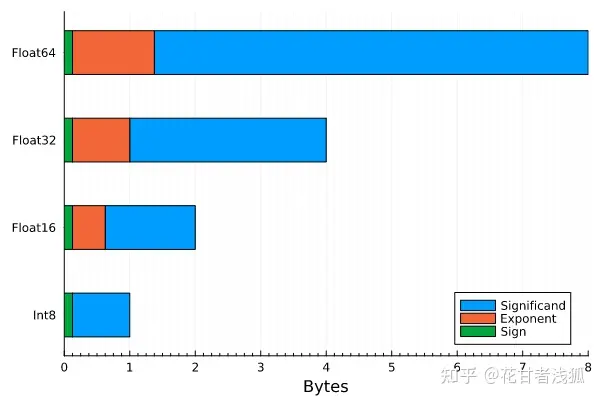 Float64
Float32
Float16
Int8
Significand
Exponent
Sign
0 1 2 3 4 5 6 7 8
Bytes
知乎 @花甘者浅狐